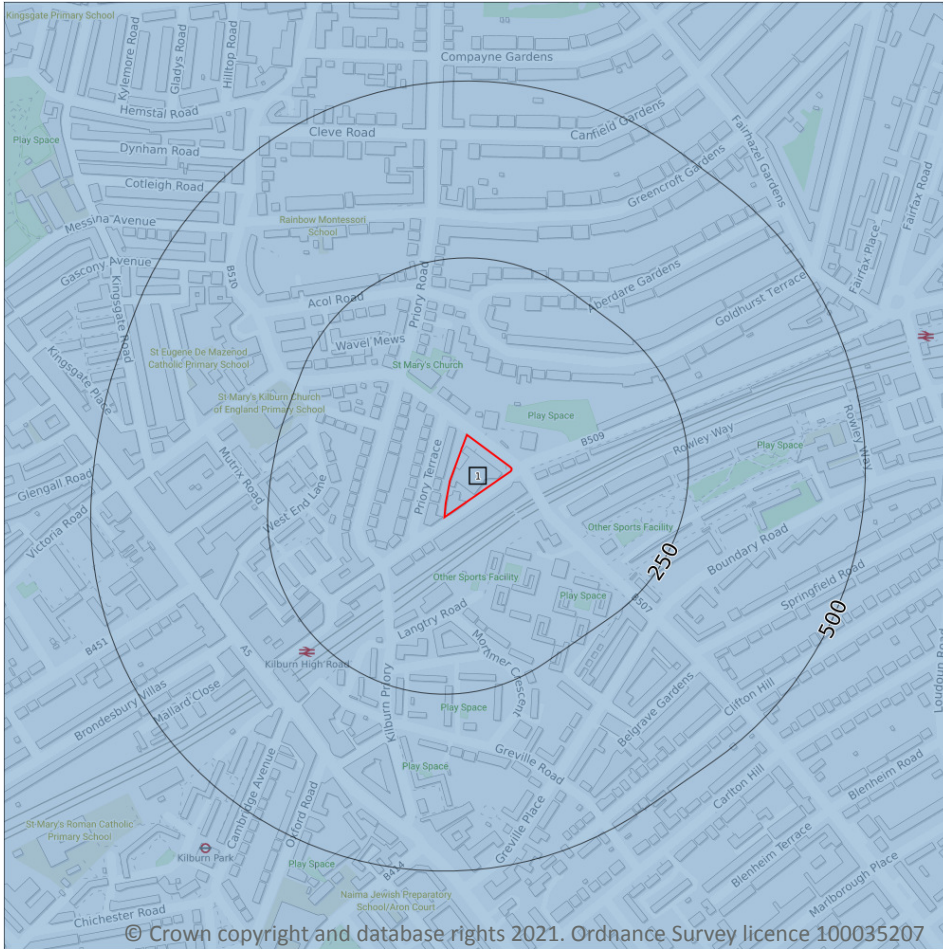 Kingsgate Primary School
Kylemore Road
Gladys Road
Hilltop Road
Compayne Gardens
Hemstal Road
Cleve Road
Canfield Gardens
Fairhazel Gardens
Play Space
Dynham Road
Greencroft Gardens
Cotleigh Road
Fairfax Road
Messina Avenue
Rainbow Montessori
School
Gascony Avenue
B510
Priory Road
Aberdare Gardens
Fairfax Place
Kingsgate Road
Acol Road
Goldhurst Terrace
Wavel Mews
St Eugene De Mazenod
Catholic Primary School
St Mary's Church
Kingsgate Place
St Mary's Kilburn Church
of England Primary School
Play Space
B509
Rowley Way
Rowley Way
Play Space
Priory Terrace
1
Mutrix Road
Glengall Road
West End Lane
Victoria Road
Other Sports Facility
Boundary Road
250
Other Sports Facility
Play Space
B507
Springfield Road
500
Langtry Road
Mortimer Crescent
B451
A5
Kilburn High Road
Kilburn Priory
Brondesbury Villas
Mallard Close
Play Space
Belgrave Gardens
Clifton Hill
Greville Road
Play Space
Carlton Hill
Blenheim Road
Cambridge Avenue
Oxford Road
Greville Place
St Mary's Roman Catholic
Primary School
Kilburn Park
Play Space
B414
Blenheim Terrace
Naima Jewish Preparatory
School/Aron Court
Marlborough Place
Chichester Road
© Crown copyright and database rights 2021. Ordnance Survey licence 100035207